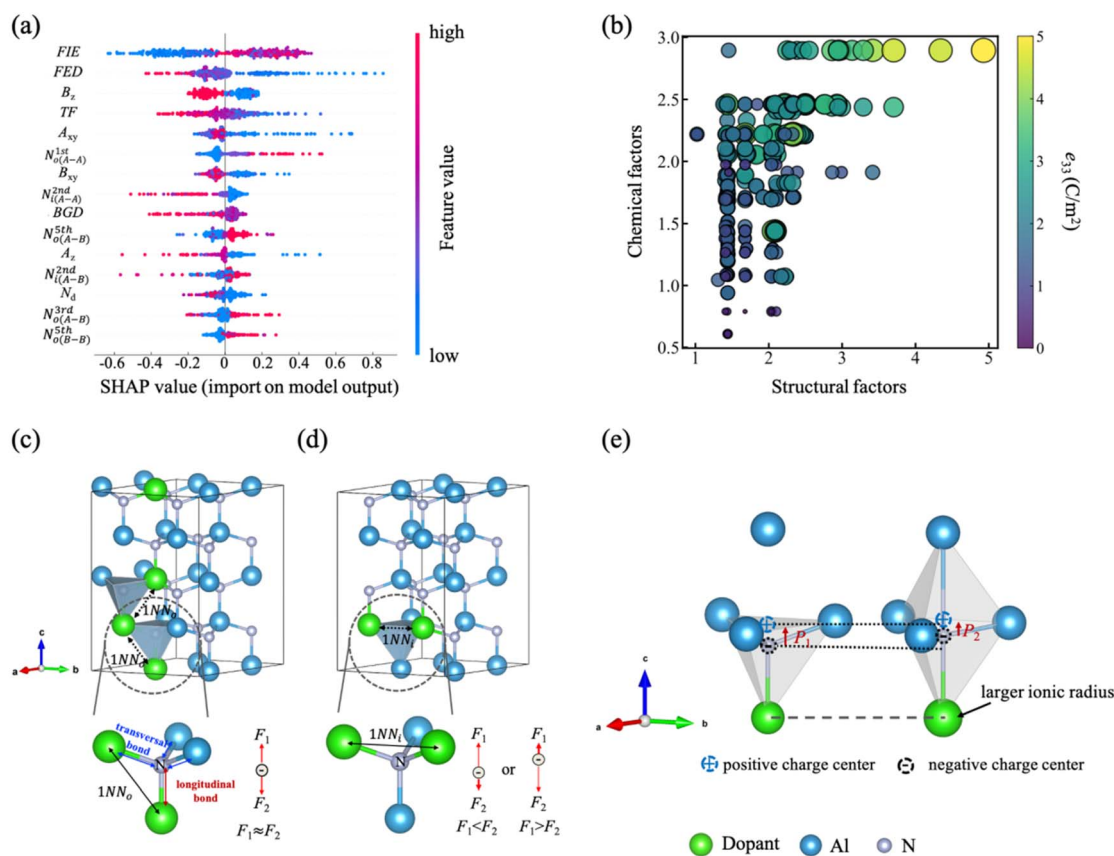 (a)
high
FIE
FED
B_z
TF
A_xy
N^1st_o(A−A)
B_xy
N^2nd_i(A−A)
BGD
N^5th_o(A−B)
A_z
N^2nd_i(A−B)
N_d
N^3rd_o(A−B)
N^5th_o(B−B)
Feature value
low
-0.6 -0.4 -0.2 0 0.2 0.4 0.6 0.8
SHAP value (import on model output)
(b)
3.0
2.5
2.0
1.5
1.0
0.5
Chemical factors
1 2 3 4 5
Structural factors
5
4
3
2
1
0
e_33 (C/m²)
(c)
1NN_o
1NN_o
c
a b
transversal
bond
N
1NN_o
longitudinal
bond
F_1
F_2
F_1≈F_2
(d)
1NN_i
1NN_i
N
F_1
F_2
F_1<F_2
or
F_1
F_2
F_1>F_2
(e)
P_1
P_2
c
a b
larger ionic radius
positive charge center
negative charge center
Dopant Al N